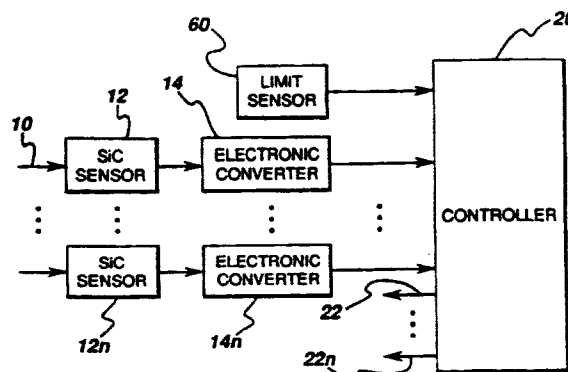 60
LIMIT
SENSOR
12
14
10
SiC
SENSOR
ELECTRONIC
CONVERTER
CONTROLLER
SiC
SENSOR
ELECTRONIC
CONVERTER
22
12n
14n
22n